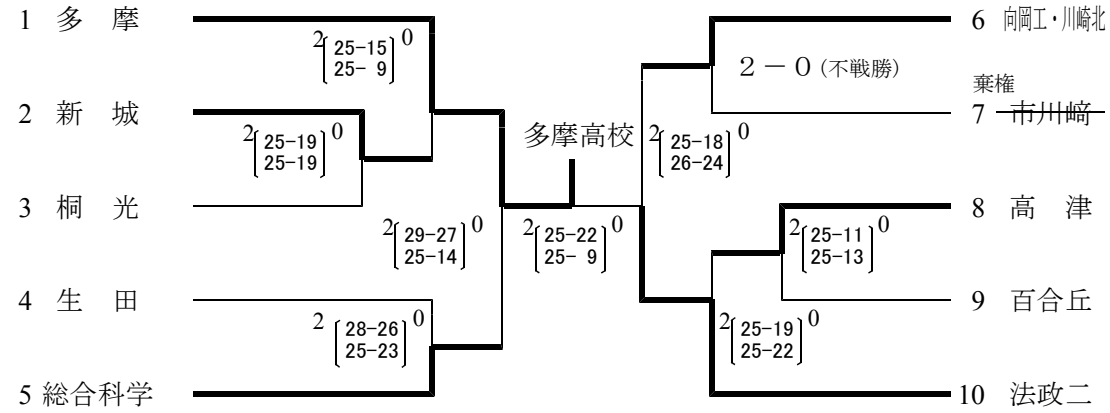 1 多 摩
2[25-15 25- 9]0
2 新 城
2[25-19 25-19]0
3 桐 光
2[29-27 25-14]0
4 生 田
2[28-26 25-23]0
5 総合科学
多摩高校
2[25-22 25- 9]0
6 向岡工・川崎北
2－0 (不戦勝)
棄権
7 市川崎
2[25-18 26-24]0
8 高 津
2[25-11 25-13]0
9 百合丘
2[25-19 25-22]0
10 法政二